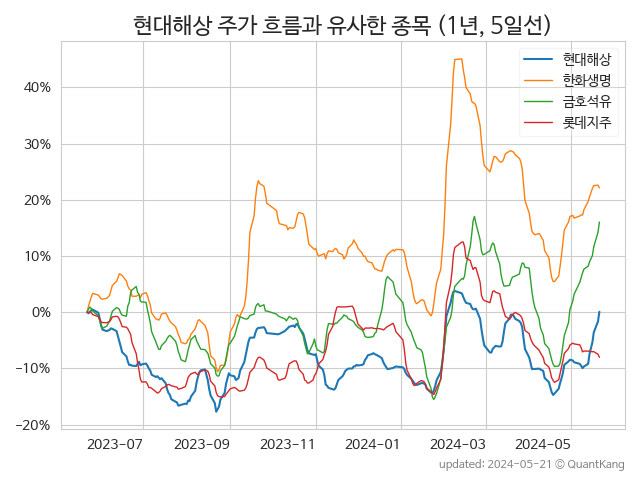 현대해상 주가 흐름과 유사한 종목 (1년, 5일선)
현대해상
한화생명
금호석유
롯데지주
40%
30%
20%
10%
0%
−10%
−20%
2023-07
2023-09
2023-11
2024-01
2024-03
2024-05
updated: 2024-05-21 © QuantKang